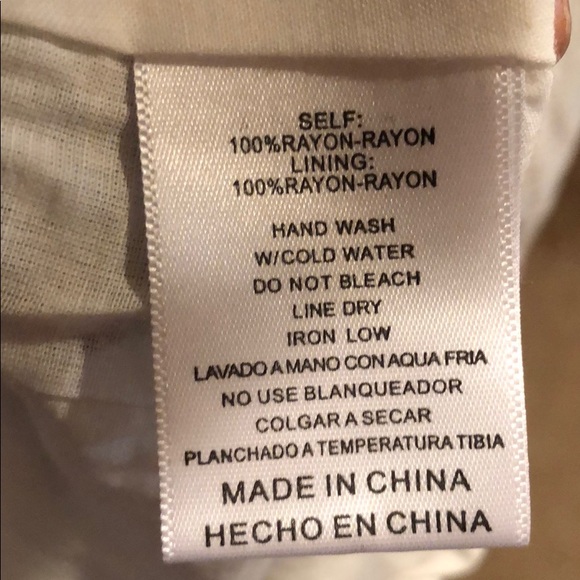 SELF:
100%RAYON-RAYON
LINING:
100%RAYON-RAYON
HAND WASH
W/COLD WATER
DO NOT BLEACH
LINE DRY
IRON LOW
LAVADO A MANO CON AQUA FRIA
NO USE BLANQUEADOR
COLGAR A SECAR
PLANCHADO A TEMPERATURA TIBIA
MADE IN CHINA
HECHO EN CHINA